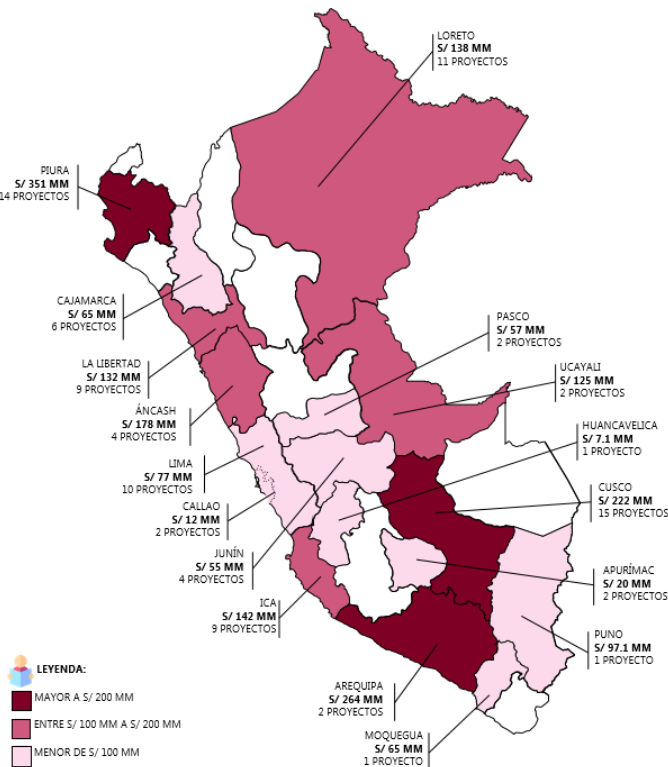 LORETO
S/ 138 MM
11 PROYECTOS
PIURA
S/ 351 MM
14 PROYECTOS
CAJAMARCA
S/ 65 MM
6 PROYECTOS
PASCO
S/ 57 MM
2 PROYECTOS
LA LIBERTAD
S/ 132 MM
9 PROYECTOS
UCAYALI
S/ 125 MM
2 PROYECTOS
ÁNCASH
S/ 178 MM
4 PROYECTOS
HUANCAVELICA
S/ 7.1 MM
1 PROYECTO
LIMA
S/ 77 MM
10 PROYECTOS
CUSCO
S/ 222 MM
15 PROYECTOS
CALLAO
S/ 12 MM
2 PROYECTOS
JUNÍN
S/ 55 MM
4 PROYECTOS
APURÍMAC
S/ 20 MM
2 PROYECTOS
ICA
S/ 142 MM
9 PROYECTOS
PUNO
S/ 97.1 MM
1 PROYECTO
AREQUIPA
S/ 264 MM
2 PROYECTOS
MOQUEGUA
S/ 65 MM
1 PROYECTO
LEYENDA:
MAYOR A S/ 200 MM
ENTRE S/ 100 MM A S/ 200 MM
MENOR DE S/ 100 MM